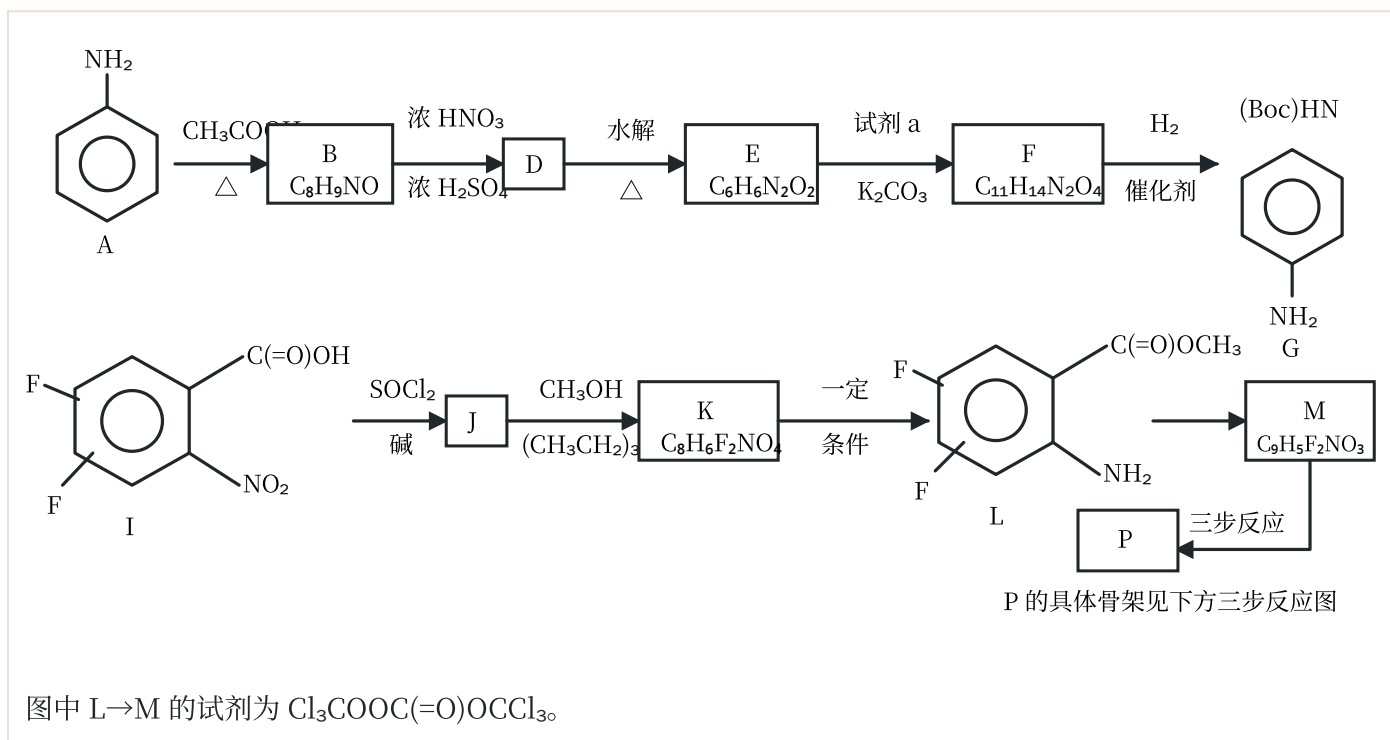 NH₂
CH₃COOH
△
A
B
C₈H₉NO
浓 HNO₃
浓 H₂SO₄
D
水解
△
E
C₆H₆N₂O₂
试剂 a
K₂CO₃
F
C₁₁H₁₄N₂O₄
H₂
催化剂
(Boc)HN
NH₂
G
C(=O)OH
F
F
NO₂
I
SOCl₂
碱
J
CH₃OH
(CH₃CH₂)₃
K
C₈H₆F₂NO₄
一定
条件
C(=O)OCH₃
F
F
NH₂
L
M
C₉H₅F₂NO₃
三步反应
P
P 的具体骨架见下方三步反应图
图中 L→M 的试剂为 Cl₃COOC(=O)OCCl₃。